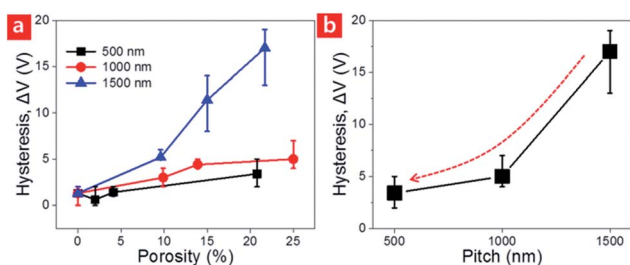 a
20
15
10
5
0
Hysteresis, ΔV (V)
500 nm
1000 nm
1500 nm
0 5 10 15 20 25
Porosity (%)
b
20
15
10
5
0
Hysteresis, ΔV (V)
500 1000 1500
Pitch (nm)